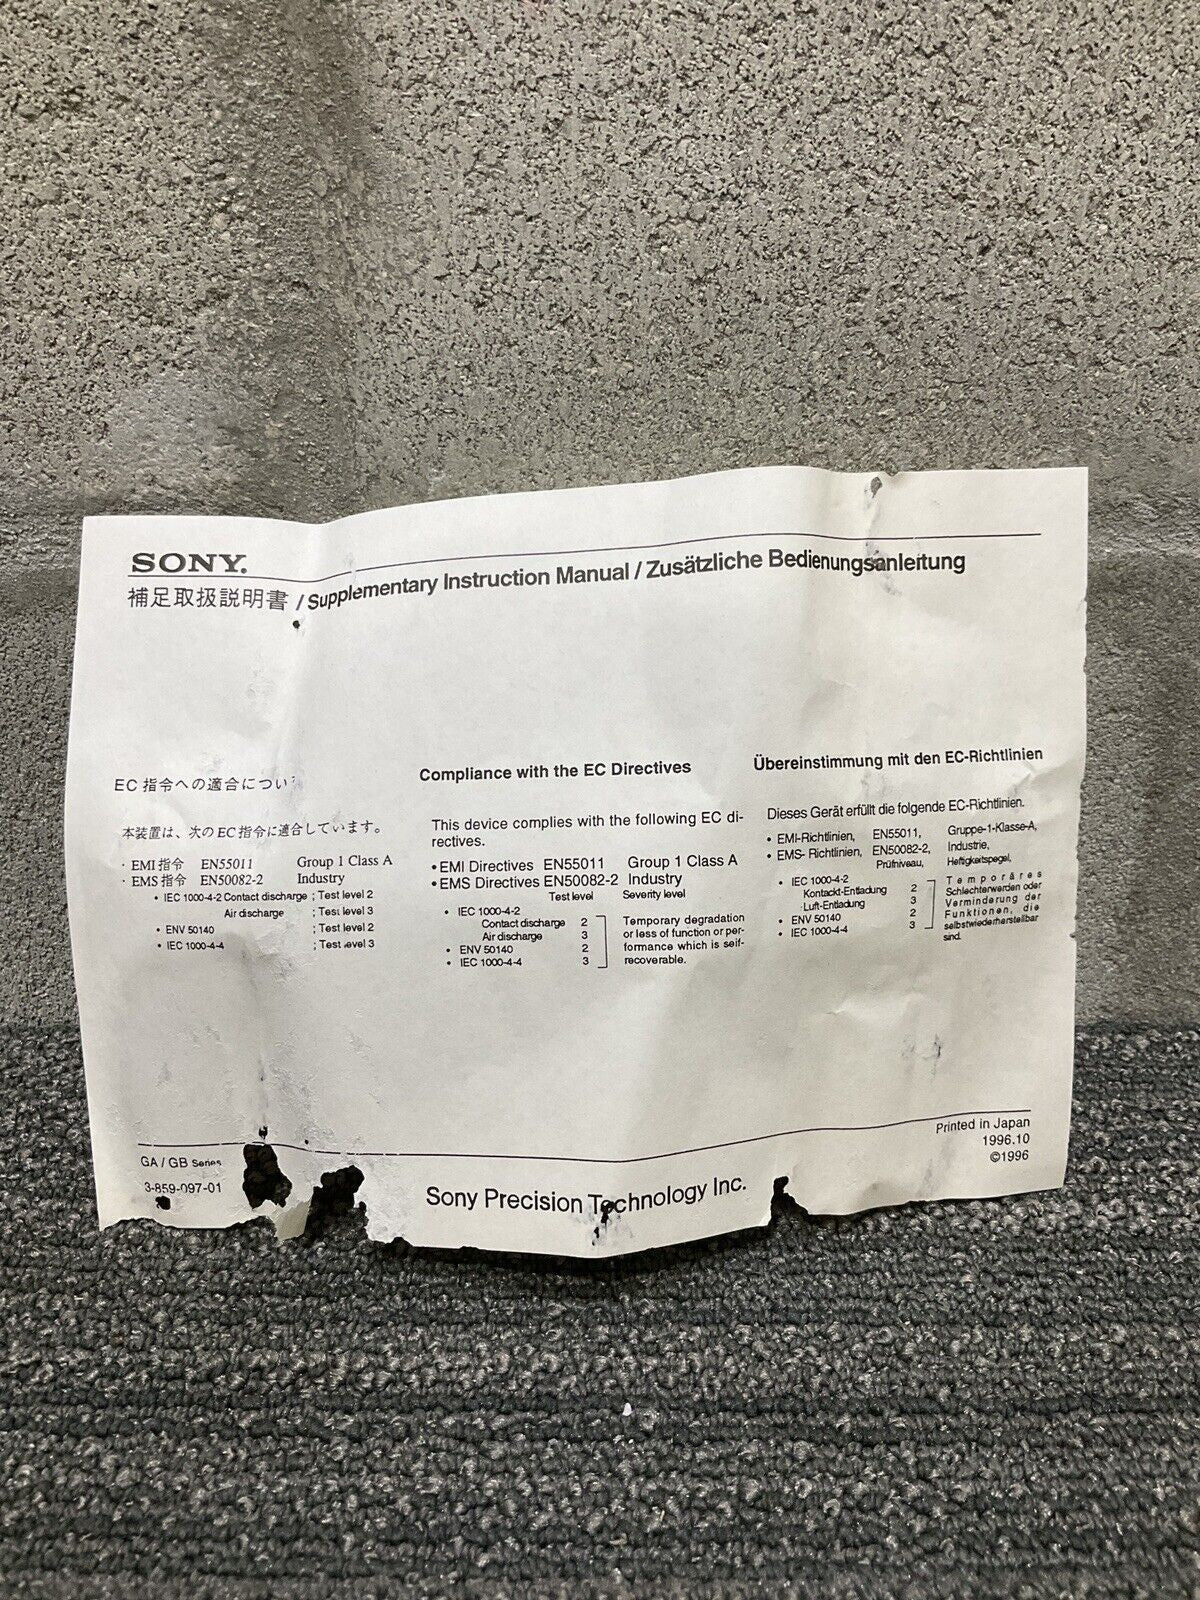 SONY.
補足取扱説明書 / Supplementary Instruction Manual / Zusätzliche Bedienungsanleitung
EC 指令への適合につい
本装置は、次の EC 指令に適合しています。
・EMI 指令 EN55011 Group 1 Class A
・EMS 指令 EN50082-2 Industry
• IEC 1000-4-2 Contact discharge ; Test level 2
Air discharge ; Test level 3
• ENV 50140 ; Test level 2
• IEC 1000-4-4 ; Test level 3
Compliance with the EC Directives
This device complies with the following EC di-
rectives.
• EMI Directives EN55011 Group 1 Class A
• EMS Directives EN50082-2 Industry
Test level Severity level
• IEC 1000-4-2
Contact discharge 2
Air discharge 3
• ENV 50140 2
• IEC 1000-4-4 3
Temporary degradation
or less of function or per-
formance which is self-
recoverable.
Übereinstimmung mit den EC-Richtlinien
Dieses Gerät erfüllt die folgende EC-Richtlinien.
• EMI-Richtlinien, EN55011, Gruppe-1-Klasse-A,
• EMS- Richtlinien, EN50082-2, Industrie,
Prüfniveau, Heftigkeitspegel,
• IEC 1000-4-2
Kontackt-Entladung 2
Luft-Entladung 3
• ENV 50140 2
• IEC 1000-4-4 3
Temporäres
Schlechterwerden oder
Verminderung der
Funktionen, die
selbstwiederherstellbar
sind.
GA / GB Series
3-859-097-01
Sony Precision Technology Inc.
Printed in Japan
1996.10
©1996